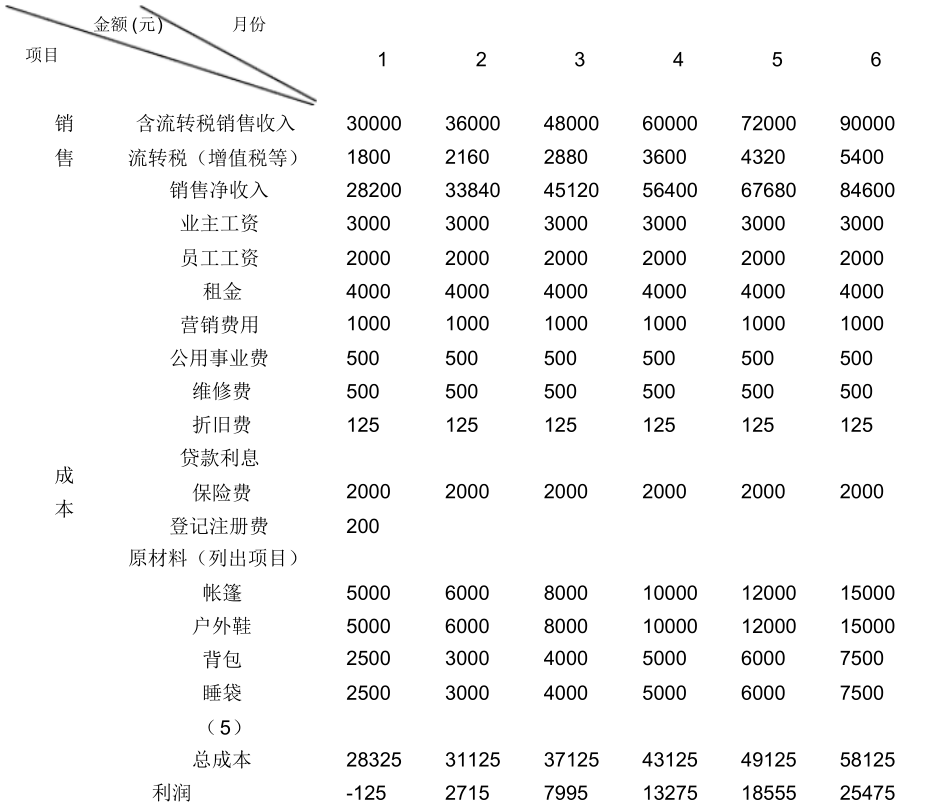 金额 (元) 月份
项目 1 2 3 4 5 6
销 含流转税销售收入 30000 36000 48000 60000 72000 90000
售 流转税（增值税等） 1800 2160 2880 3600 4320 5400
销售净收入 28200 33840 45120 56400 67680 84600
业主工资 3000 3000 3000 3000 3000 3000
员工工资 2000 2000 2000 2000 2000 2000
租金 4000 4000 4000 4000 4000 4000
营销费用 1000 1000 1000 1000 1000 1000
公用事业费 500 500 500 500 500 500
维修费 500 500 500 500 500 500
折旧费 125 125 125 125 125 125
贷款利息
成
保险费 2000 2000 2000 2000 2000 2000
本
登记注册费 200
原材料（列出项目）
帐篷 5000 6000 8000 10000 12000 15000
户外鞋 5000 6000 8000 10000 12000 15000
背包 2500 3000 4000 5000 6000 7500
睡袋 2500 3000 4000 5000 6000 7500
（5）
总成本 28325 31125 37125 43125 49125 58125
利润 -125 2715 7995 13275 18555 25475